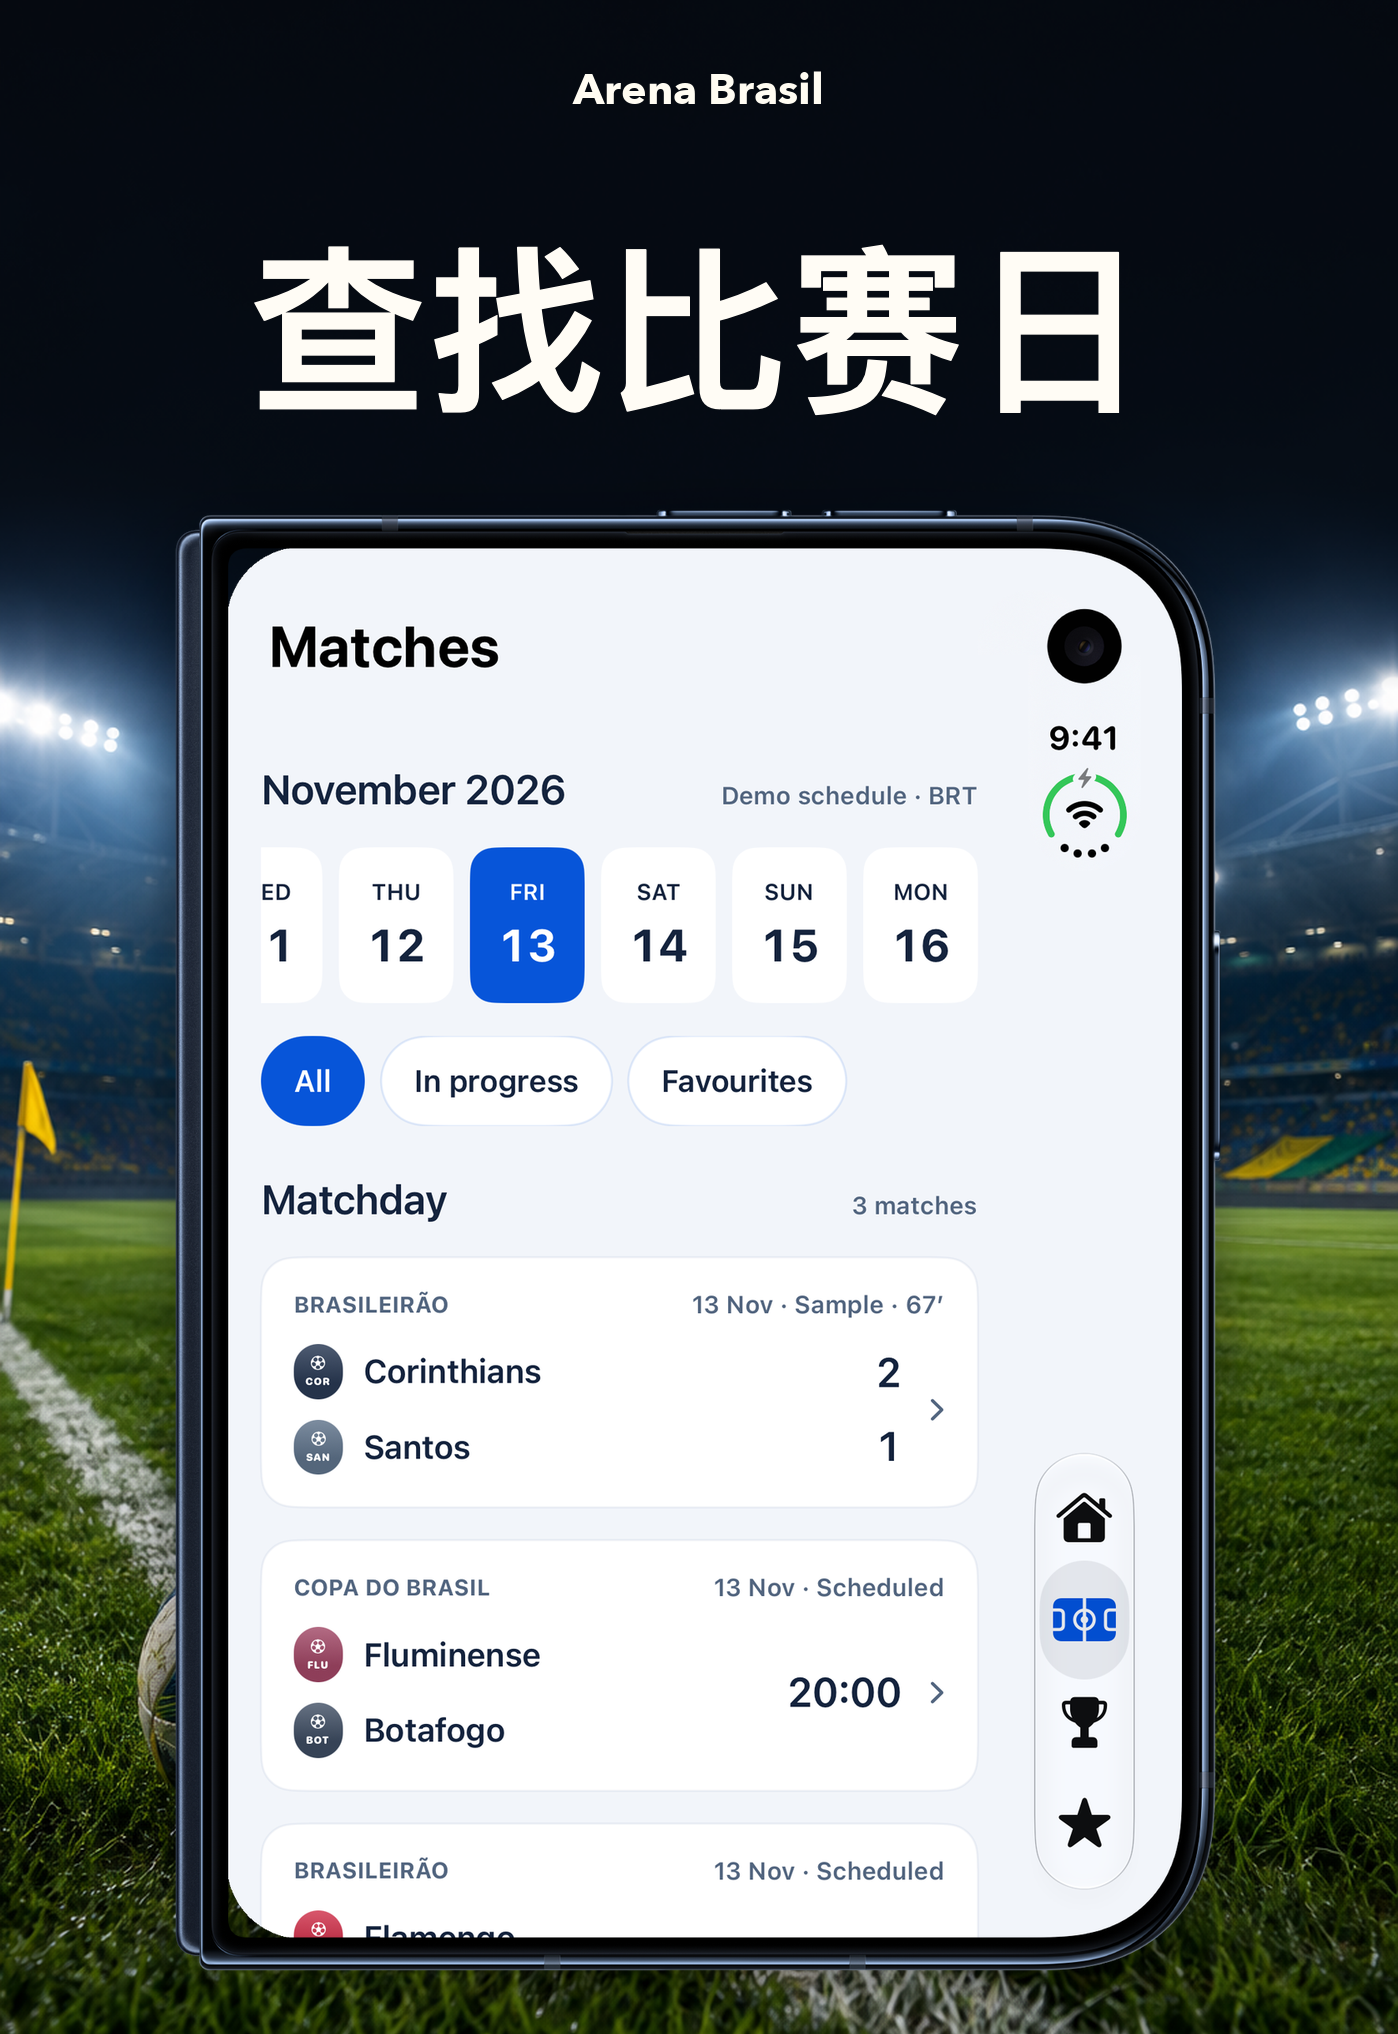 Arena Brasil
查找比赛日
Matches
9:41
November 2026
Demo schedule · BRT
ED THU FRI SAT SUN MON
1 12 13 14 15 16
All In progress Favourites
Matchday
3 matches
BRASILEIRÃO
13 Nov · Sample · 67′
COR Corinthians 2
SAN Santos 1
COPA DO BRASIL
13 Nov · Scheduled
FLU Fluminense
20:00
BOT Botafogo
BRASILEIRÃO
13 Nov · Scheduled
Flamengo